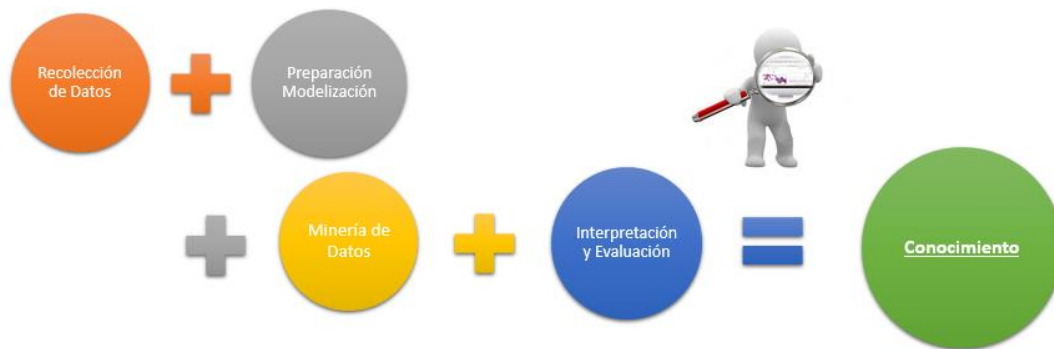 Recolección
de Datos
Preparación
Modelización
Minería de
Datos
Interpretación
y Evaluación
Conocimiento